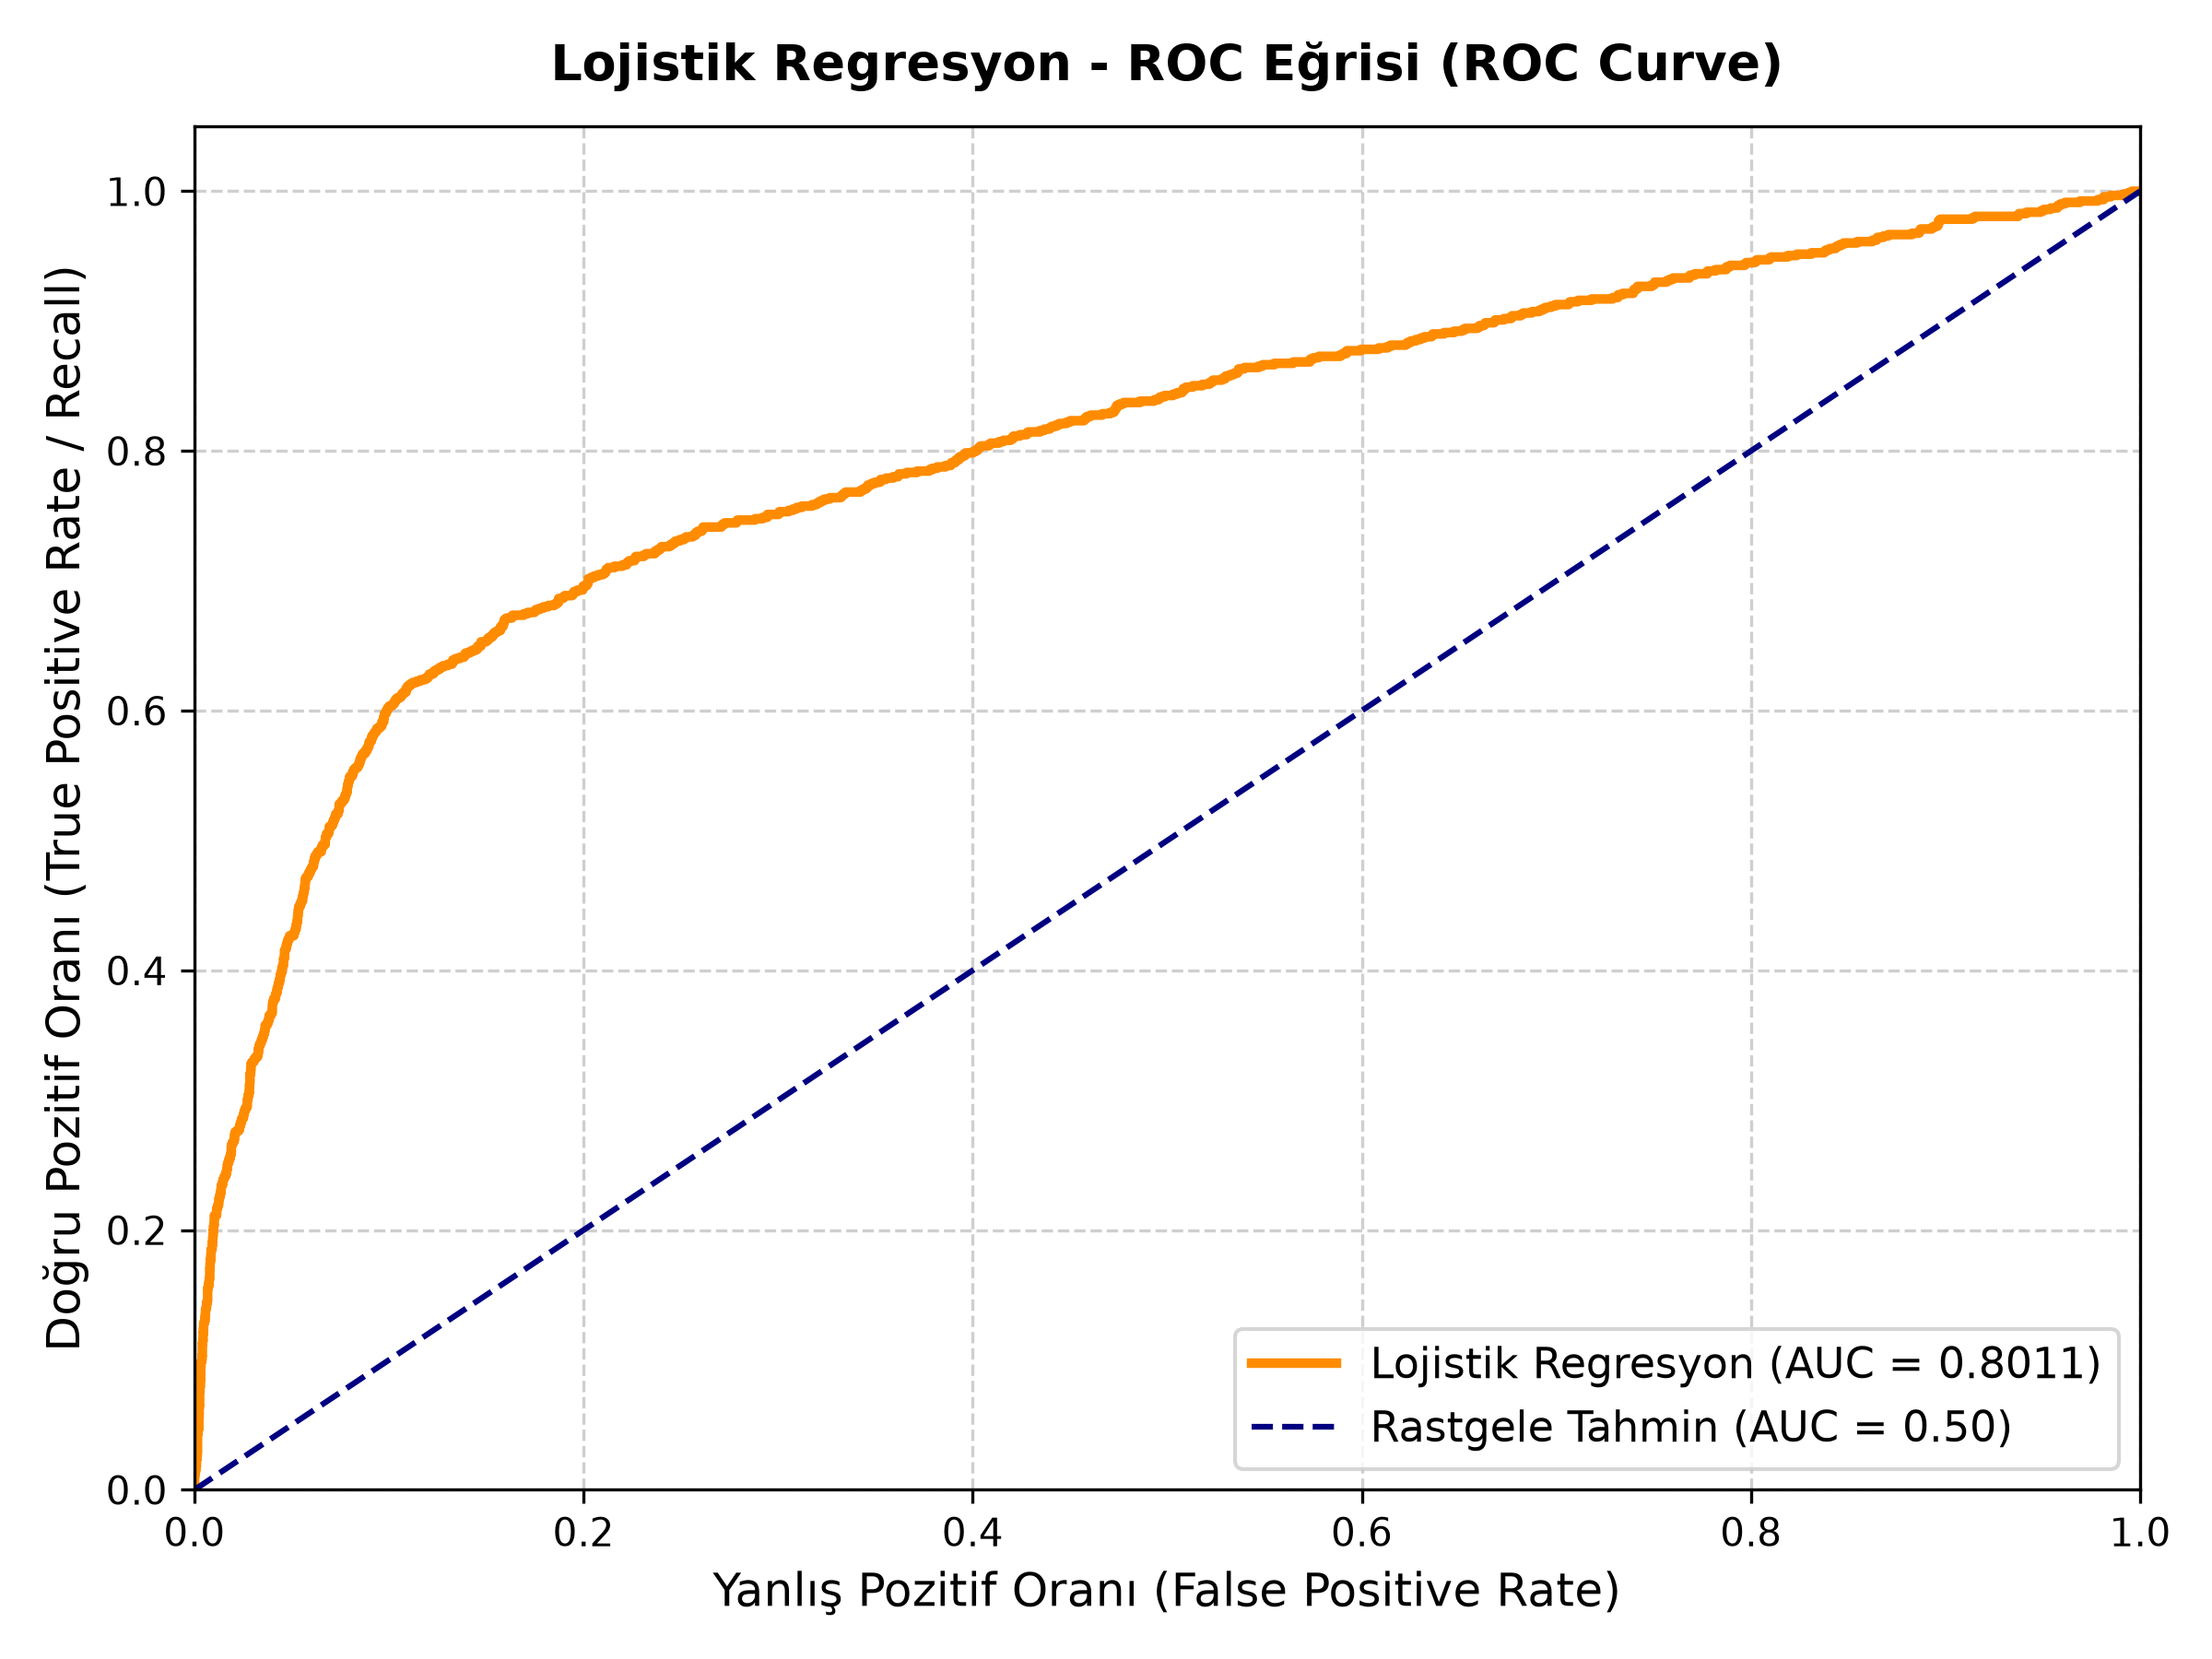 Lojistik Regresyon - ROC Eğrisi (ROC Curve)
Doğru Pozitif Oranı (True Positive Rate / Recall)
1.0
0.8
0.6
0.4
0.2
0.0
Lojistik Regresyon (AUC = 0.8011)
Rastgele Tahmin (AUC = 0.50)
0.0 0.2 0.4 0.6 0.8 1.0
Yanlış Pozitif Oranı (False Positive Rate)